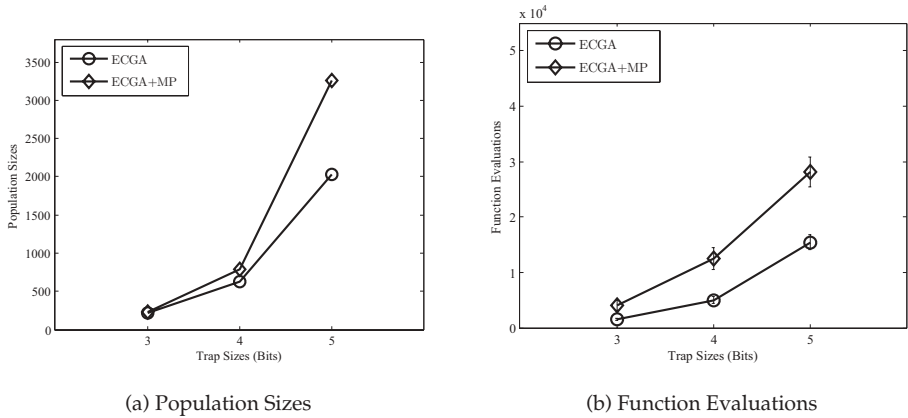 ECGA
ECGA+MP
3500
3000
2500
2000
1500
1000
500
0
Population Sizes
3 4 5
Trap Sizes (Bits)
(a) Population Sizes
x 10⁴
ECGA
ECGA+MP
5
4
3
2
1
0
Function Evaluations
3 4 5
Trap Sizes (Bits)
(b) Function Evaluations